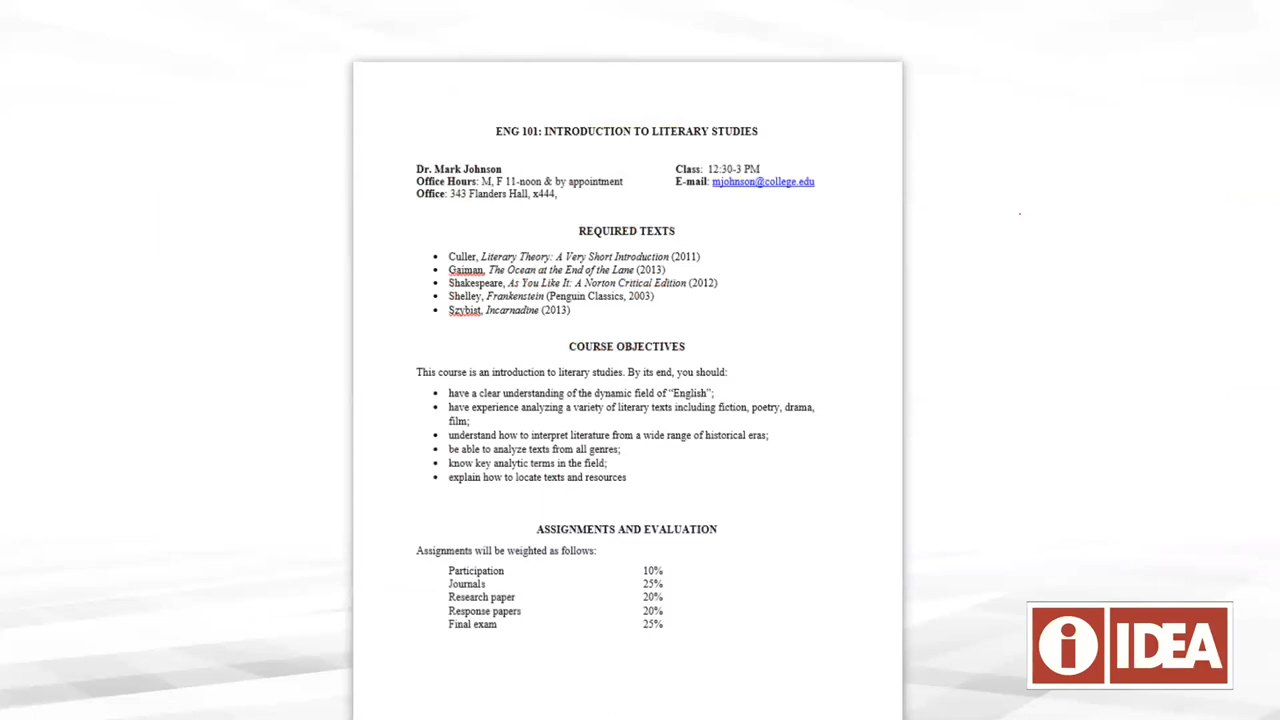 ENG 101: INTRODUCTION TO LITERARY STUDIES
Dr. Mark Johnson
Class: 12:30-3 PM
Office Hours: M, F 11-noon & by appointment
E-mail: mjohnson@college.edu
Office: 343 Flanders Hall, x444,
REQUIRED TEXTS
• Culler, Literary Theory: A Very Short Introduction (2011)
• Gaiman, The Ocean at the End of the Lane (2013)
• Shakespeare, As You Like It: A Norton Critical Edition (2012)
• Shelley, Frankenstein (Penguin Classics, 2003)
• Szybist, Incarnadine (2013)
COURSE OBJECTIVES
This course is an introduction to literary studies. By its end, you should:
• have a clear understanding of the dynamic field of “English”;
• have experience analyzing a variety of literary texts including fiction, poetry, drama,
film;
• understand how to interpret literature from a wide range of historical eras;
• be able to analyze texts from all genres;
• know key analytic terms in the field;
• explain how to locate texts and resources
ASSIGNMENTS AND EVALUATION
Assignments will be weighted as follows:
Participation 10%
Journals 25%
Research paper 20%
Response papers 20%
Final exam 25%
i IDEA